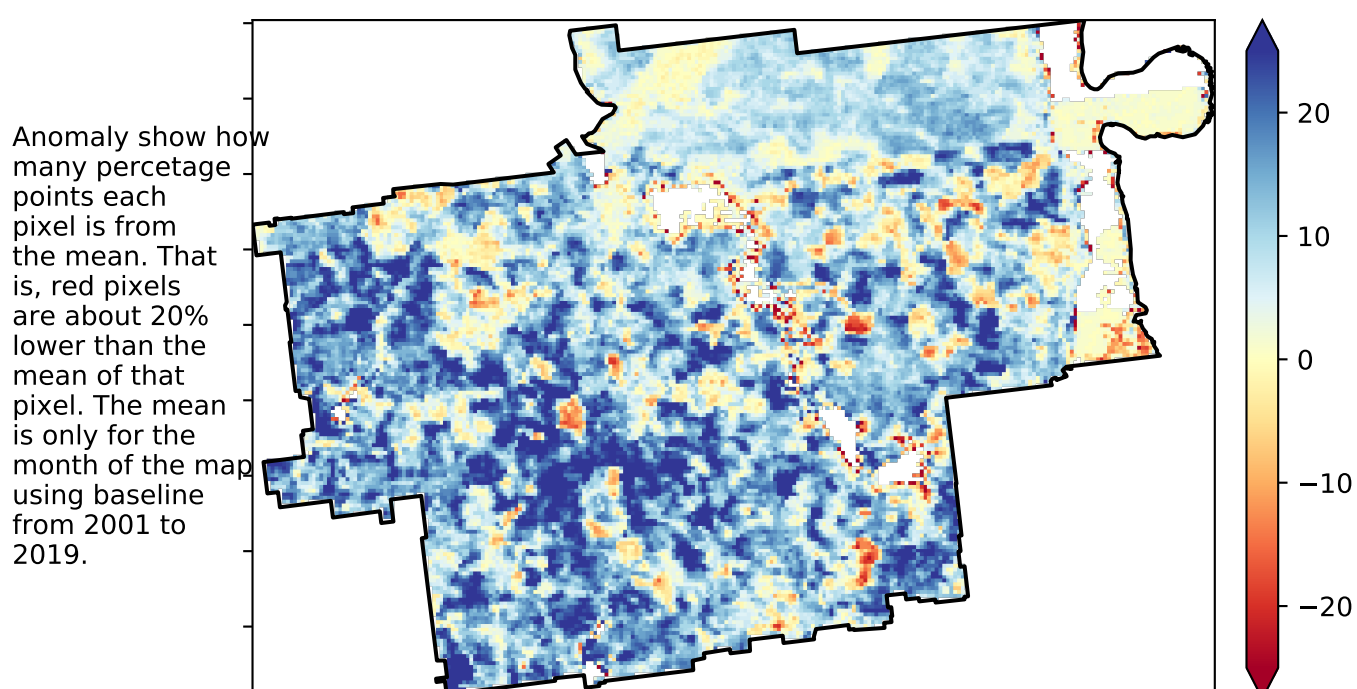 Anomaly show how
many percetage
points each
pixel is from
the mean. That
is, red pixels
are about 20%
lower than the
mean of that
pixel. The mean
is only for the
month of the map
using baseline
from 2001 to
2019.
20
10
0
−10
−20